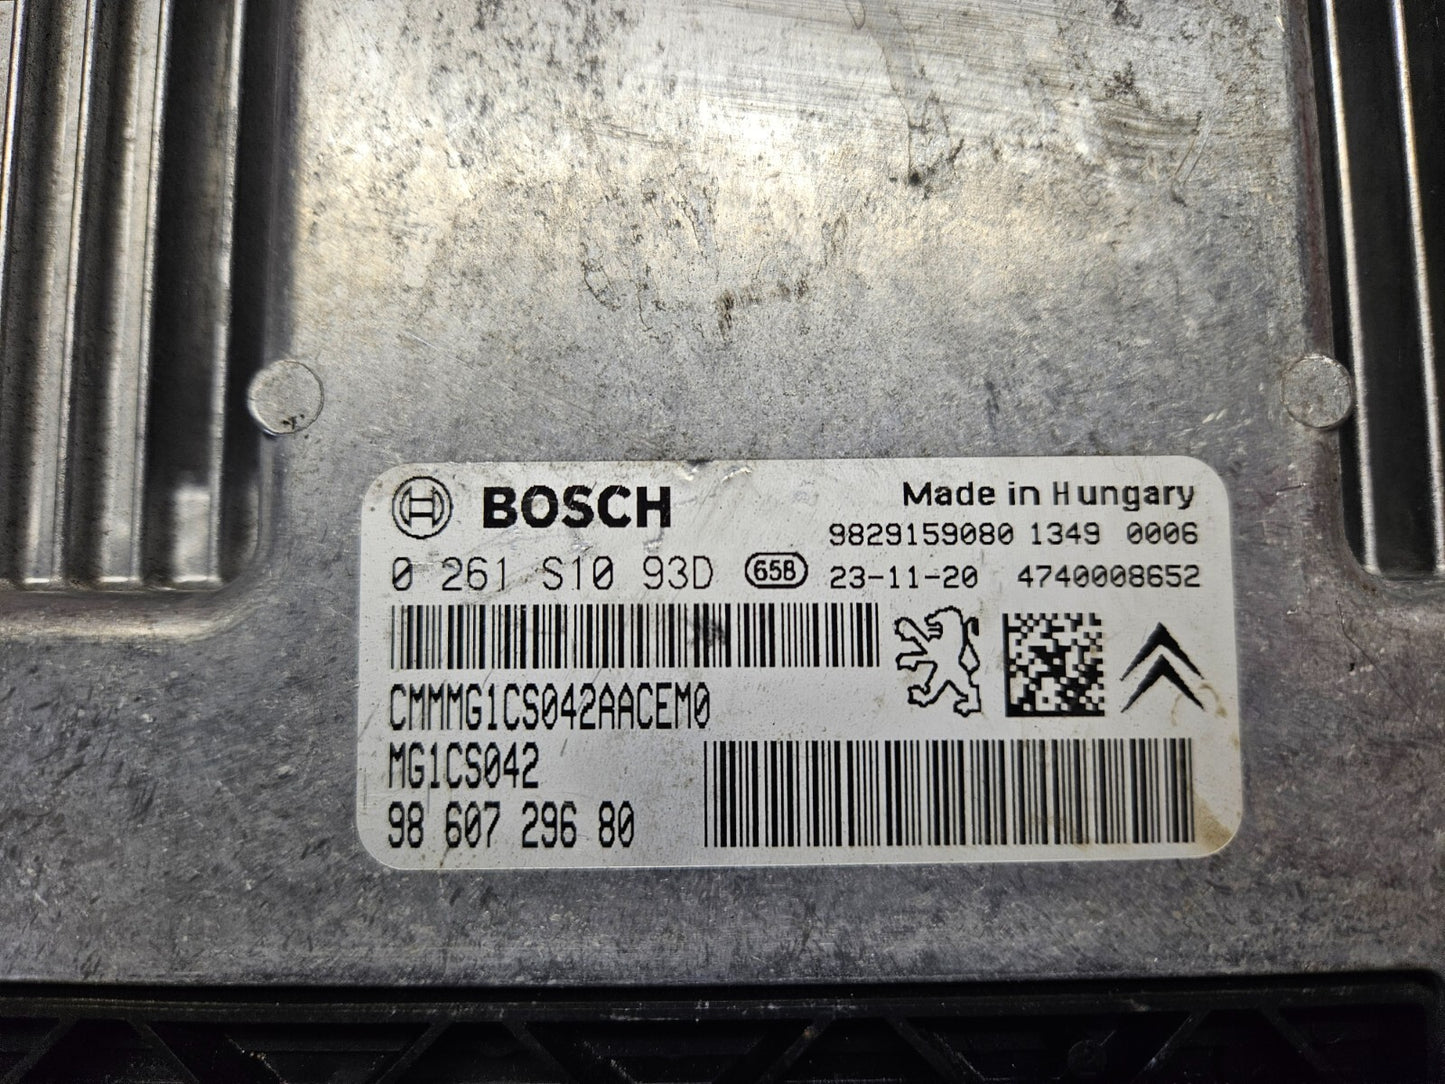 BOSCH
Made in Hungary
9829159080 1349 0006
0 261 S10 93D 658 23-11-20 4740008652
CMMMG1CS042AACEM0
MG1CS042
98 607 296 80